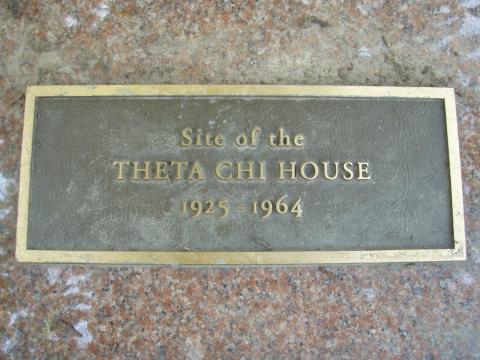 Site of the
THETA CHI HOUSE
1925 - 1964